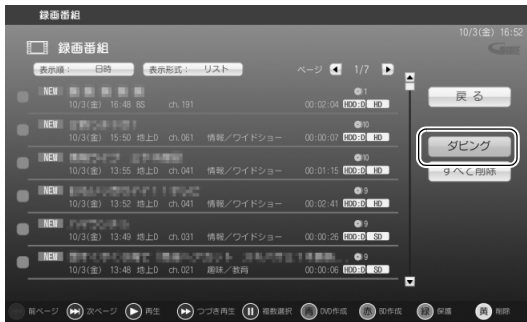 録画番組
10/3(金) 16:52
録画番組
表示順： 日時 表示形式： リスト ページ 1/7
戻る
ダビング
すべて削除
NEW
10/3(金) 16:48 BS ch.191 00:02:04 HDD:D HD
NEW 10
10/3(金) 15:50 地上D ch.061 情報／ワイドショー 00:00:07 HDD:D HD
NEW 10
10/3(金) 13:55 地上D ch.041 情報／ワイドショー 00:01:15 HDD:D HD
NEW 9
10/3(金) 13:52 地上D ch.041 情報／ワイドショー 00:02:41 HDD:D HD
NEW 9
10/3(金) 13:49 地上D ch.031 情報／ワイドショー 00:00:26 HDD:D SD
NEW 9
10/3(金) 13:48 地上D ch.021 趣味／教育 00:00:06 HDD:D SD
前ページ 次ページ 再生 つづき再生 複数選択 青 DVD作成 赤 BD作成 緑 保護 黄 削除